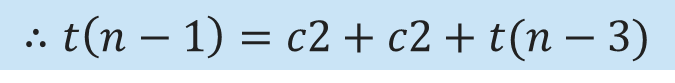 ∴ t(n − 1) = c2 + c2 + t(n − 3)